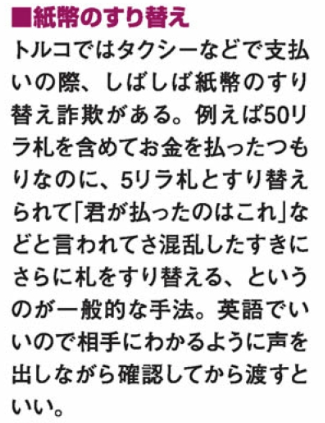 ■紙幣のすり替え
トルコではタクシーなどで支払
いの際、しばしば紙幣のすり
替え詐欺がある。例えば50リ
ラ札を含めてお金を払ったつも
りなのに、5リラ札とすり替え
られて「君が払ったのはこれ」な
どと言われてさ混乱したすきに
さらに札をすり替える、という
のが一般的な手法。英語でい
いので相手にわかるように声を
出しながら確認してから渡すと
いい。